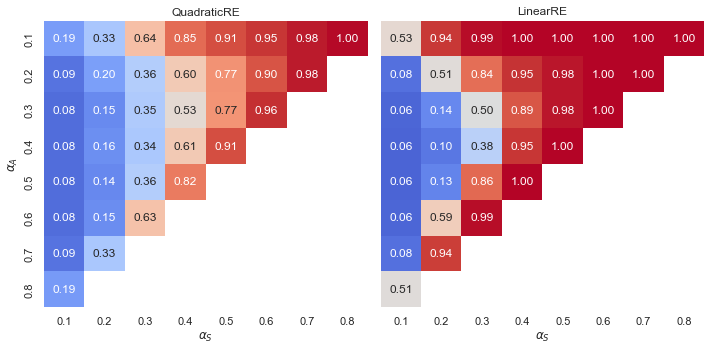 QuadraticRE LinearRE
0.1 0.19 0.33 0.64 0.85 0.91 0.95 0.98 1.00 0.53 0.94 0.99 1.00 1.00 1.00 1.00 1.00
0.2 0.09 0.20 0.36 0.60 0.77 0.90 0.98 0.08 0.51 0.84 0.95 0.98 1.00 1.00
0.3 0.08 0.15 0.35 0.53 0.77 0.96 0.06 0.14 0.50 0.89 0.98 1.00
0.4 0.08 0.16 0.34 0.61 0.91 0.06 0.10 0.38 0.95 1.00
α_A
0.5 0.08 0.14 0.36 0.82 0.06 0.13 0.86 1.00
0.6 0.08 0.15 0.63 0.06 0.59 0.99
0.7 0.09 0.33 0.08 0.94
0.8 0.19 0.51
0.1 0.2 0.3 0.4 0.5 0.6 0.7 0.8 0.1 0.2 0.3 0.4 0.5 0.6 0.7 0.8
α_S α_S